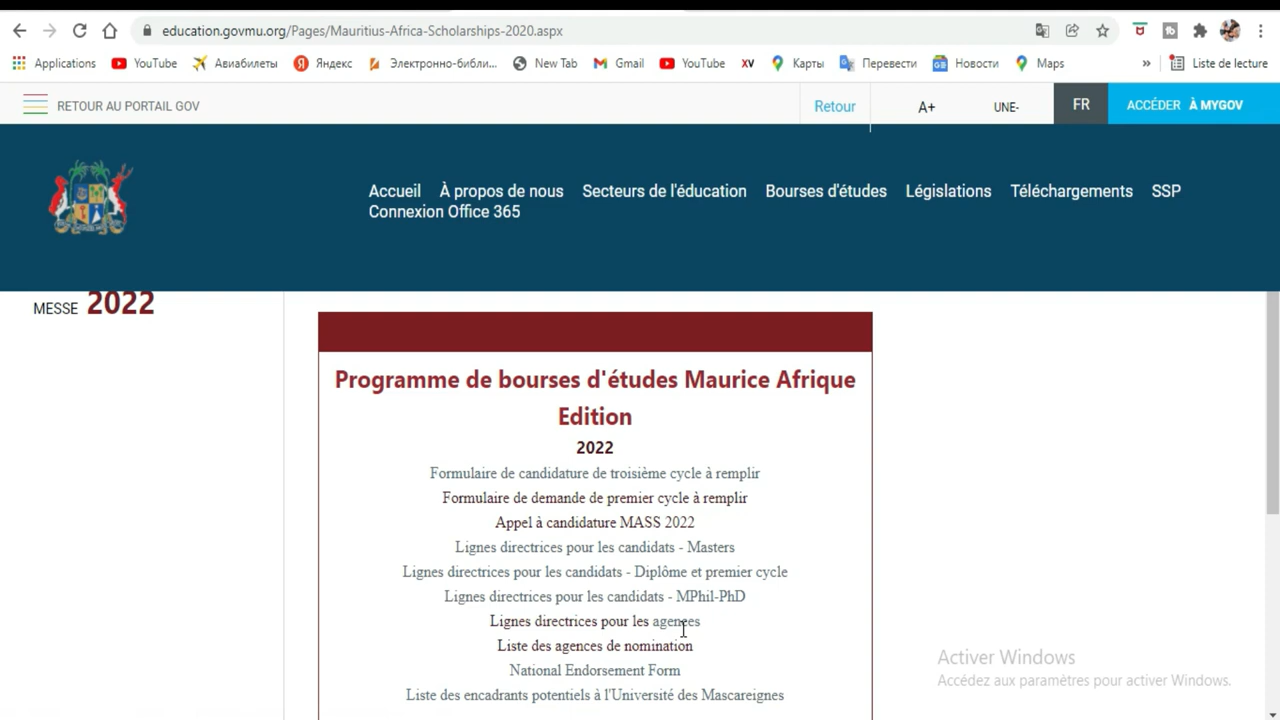 education.govmu.org/Pages/Mauritius-Africa-Scholarships-2020.aspx
Applications YouTube Авиабилеты Яндекс Электронно-библи... New Tab Gmail YouTube XV Карты Перевести Новости Maps » Liste de lecture
RETOUR AU PORTAIL GOV Retour A+ UNE- FR ACCÉDER À MYGOV
Accueil À propos de nous Secteurs de l'éducation Bourses d'études Législations Téléchargements SSP
Connexion Office 365
MESSE 2022
Programme de bourses d'études Maurice Afrique
Edition
2022
Formulaire de candidature de troisième cycle à remplir
Formulaire de demande de premier cycle à remplir
Appel à candidature MASS 2022
Lignes directrices pour les candidats - Masters
Lignes directrices pour les candidats - Diplôme et premier cycle
Lignes directrices pour les candidats - MPhil-PhD
Lignes directrices pour les agences
Liste des agences de nomination
National Endorsement Form
Liste des encadrants potentiels à l'Université des Mascareignes
Activer Windows
Accédez aux paramètres pour activer Windows.